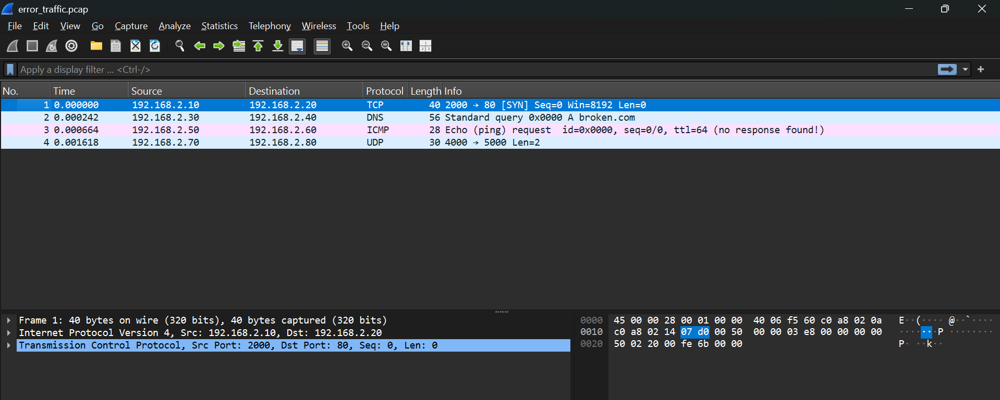 error_traffic.pcap
File Edit View Go Capture Analyze Statistics Telephony Wireless Tools Help
Apply a display filter ... <Ctrl-/>
No. Time Source Destination Protocol Length Info
1 0.000000 192.168.2.10 192.168.2.20 TCP 40 2000 → 80 [SYN] Seq=0 Win=8192 Len=0
2 0.000242 192.168.2.30 192.168.2.40 DNS 56 Standard query 0x0000 A broken.com
3 0.000664 192.168.2.50 192.168.2.60 ICMP 28 Echo (ping) request id=0x0000, seq=0/0, ttl=64 (no response found!)
4 0.001618 192.168.2.70 192.168.2.80 UDP 30 4000 → 5000 Len=2
Frame 1: 40 bytes on wire (320 bits), 40 bytes captured (320 bits)
Internet Protocol Version 4, Src: 192.168.2.10, Dst: 192.168.2.20
Transmission Control Protocol, Src Port: 2000, Dst Port: 80, Seq: 0, Len: 0
0000 45 00 00 28 00 01 00 00 40 06 f5 60 c0 a8 02 0a E··(····@··`····
0010 c0 a8 02 14 07 d0 00 50 00 00 03 e8 00 00 00 00 ·······P········
0020 50 02 20 00 fe 6b 00 00 P· ··k··